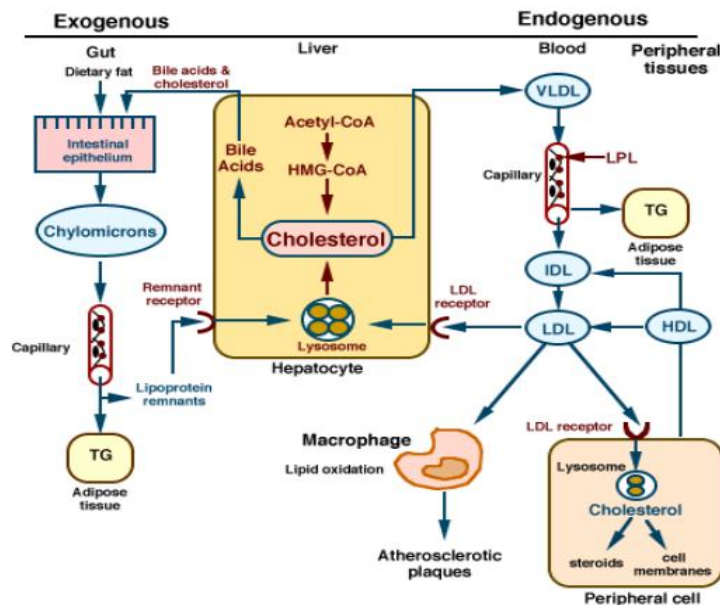 Exogenous
Endogenous
Gut
Liver
Blood
Peripheral
tissues
Dietary fat
Bile acids &
cholesterol
Intestinal
epithelium
Bile
Acids
Acetyl-CoA
HMG-CoA
Cholesterol
VLDL
LPL
Capillary
TG
Adipose
tissue
Chylomicrons
Remnant
receptor
LDL
receptor
IDL
LDL
HDL
Lysosome
Hepatocyte
Capillary
Lipoprotein
remnants
TG
Adipose
tissue
Macrophage
Lipid oxidation
Atherosclerotic
plaques
LDL receptor
Lysosome
Cholesterol
steroids
cell
membranes
Peripheral cell